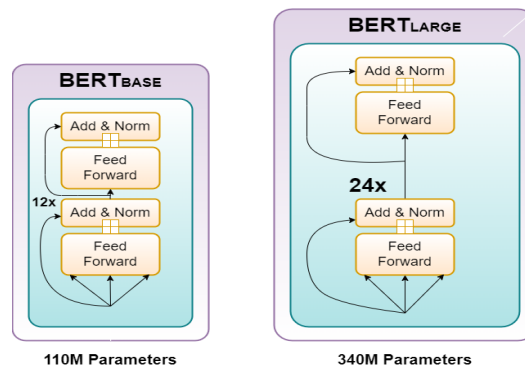 BERTBASE
Add & Norm
Feed
Forward
12x
Add & Norm
Feed
Forward
110M Parameters
BERTLARGE
Add & Norm
Feed
Forward
24x
Add & Norm
Feed
Forward
340M Parameters